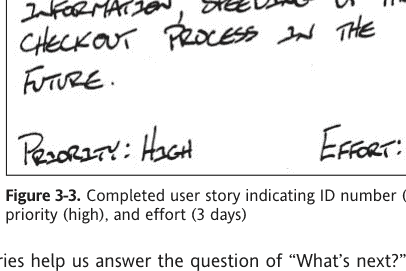 INFORMATION, SPEEDING UP THE
CHECKOUT PROCESS IN THE
FUTURE.
PRIORITY: HIGH EFFORT:
Figure 3-3. Completed user story indicating ID number (
priority (high), and effort (3 days)
ries help us answer the question of “What’s next?”